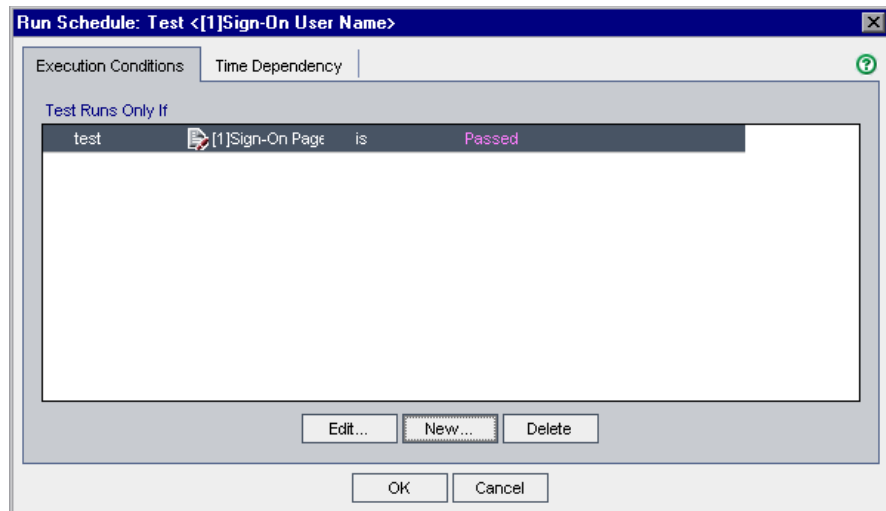 Run Schedule: Test <[1]Sign-On User Name>
Execution Conditions Time Dependency
Test Runs Only If
test [1]Sign-On Page is Passed
Edit... New... Delete
OK Cancel